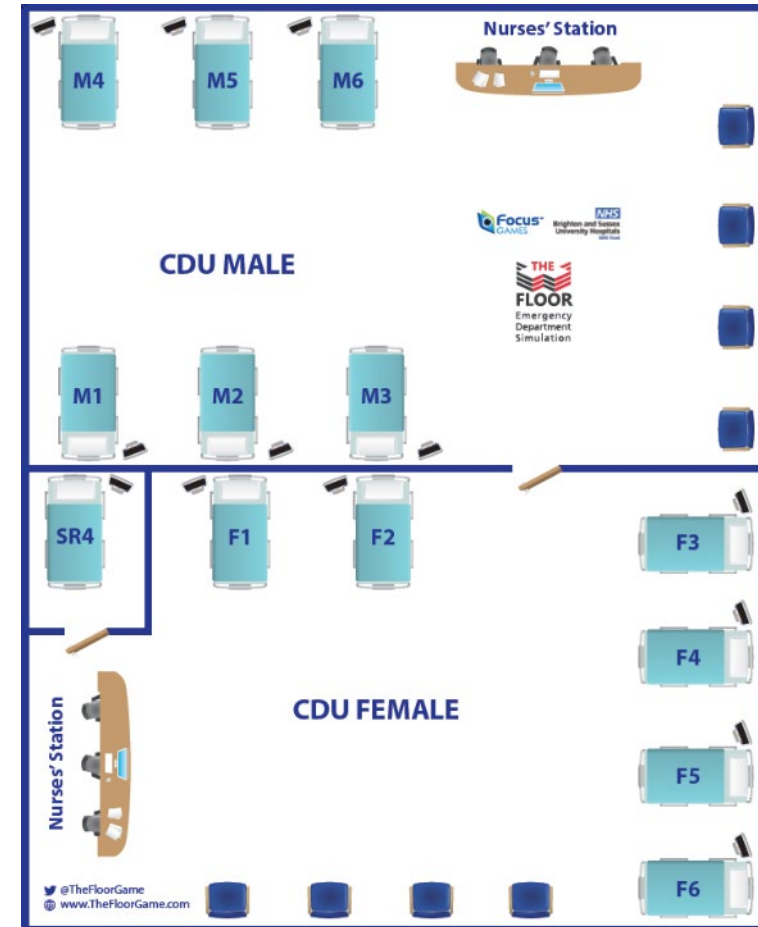 Nurses' Station
M4
M5
M6
Focus
GAMES
NHS
Brighton and Sussex
University Hospitals
NHS Trust
CDU MALE
THE
FLOOR
Emergency
Department
Simulation
M1
M2
M3
SR4
F1
F2
F3
F4
CDU FEMALE
Nurses' Station
F5
F6
@TheFloorGame
www.TheFloorGame.com